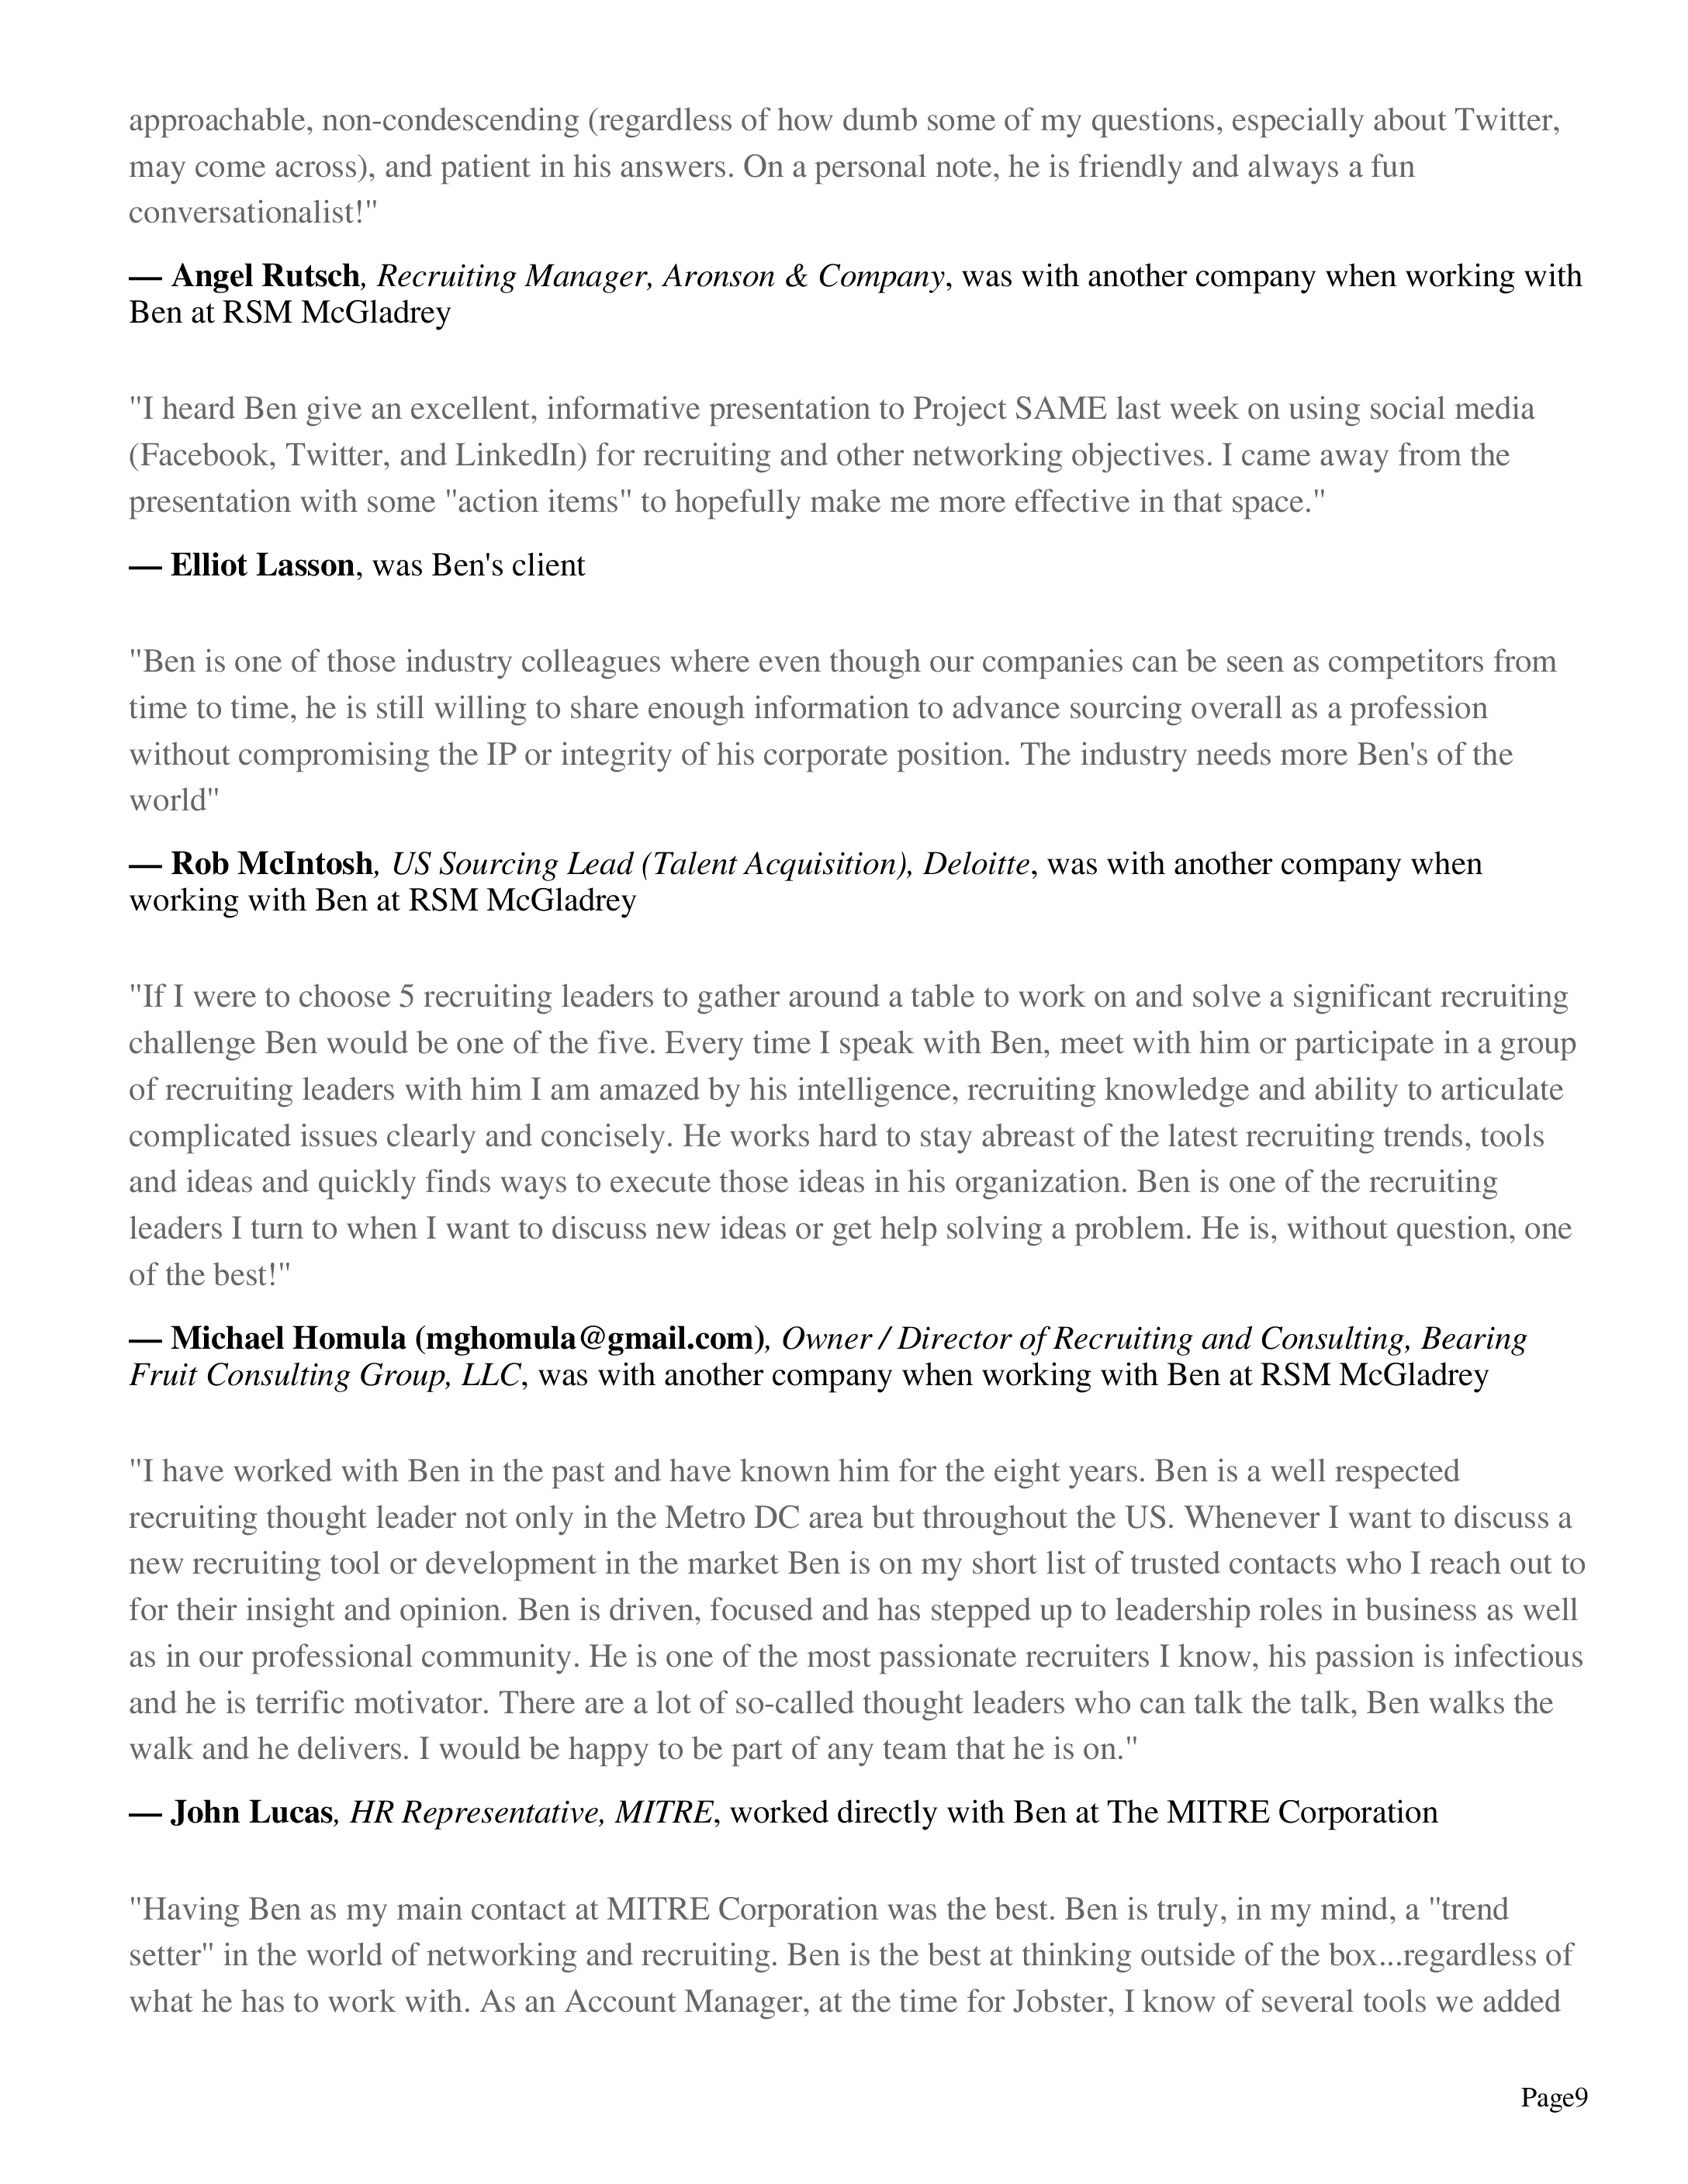 approachable, non-condescending (regardless of how dumb some of my questions, especially about Twitter,
may come across), and patient in his answers. On a personal note, he is friendly and always a fun
conversationalist!"
— Angel Rutsch, Recruiting Manager, Aronson & Company, was with another company when working with
Ben at RSM McGladrey
"I heard Ben give an excellent, informative presentation to Project SAME last week on using social media
(Facebook, Twitter, and LinkedIn) for recruiting and other networking objectives. I came away from the
presentation with some "action items" to hopefully make me more effective in that space."
— Elliot Lasson, was Ben's client
"Ben is one of those industry colleagues where even though our companies can be seen as competitors from
time to time, he is still willing to share enough information to advance sourcing overall as a profession
without compromising the IP or integrity of his corporate position. The industry needs more Ben's of the
world"
— Rob McIntosh, US Sourcing Lead (Talent Acquisition), Deloitte, was with another company when
working with Ben at RSM McGladrey
"If I were to choose 5 recruiting leaders to gather around a table to work on and solve a significant recruiting
challenge Ben would be one of the five. Every time I speak with Ben, meet with him or participate in a group
of recruiting leaders with him I am amazed by his intelligence, recruiting knowledge and ability to articulate
complicated issues clearly and concisely. He works hard to stay abreast of the latest recruiting trends, tools
and ideas and quickly finds ways to execute those ideas in his organization. Ben is one of the recruiting
leaders I turn to when I want to discuss new ideas or get help solving a problem. He is, without question, one
of the best!"
— Michael Homula (mghomula@gmail.com), Owner / Director of Recruiting and Consulting, Bearing
Fruit Consulting Group, LLC, was with another company when working with Ben at RSM McGladrey
"I have worked with Ben in the past and have known him for the eight years. Ben is a well respected
recruiting thought leader not only in the Metro DC area but throughout the US. Whenever I want to discuss a
new recruiting tool or development in the market Ben is on my short list of trusted contacts who I reach out to
for their insight and opinion. Ben is driven, focused and has stepped up to leadership roles in business as well
as in our professional community. He is one of the most passionate recruiters I know, his passion is infectious
and he is terrific motivator. There are a lot of so-called thought leaders who can talk the talk, Ben walks the
walk and he delivers. I would be happy to be part of any team that he is on."
— John Lucas, HR Representative, MITRE, worked directly with Ben at The MITRE Corporation
"Having Ben as my main contact at MITRE Corporation was the best. Ben is truly, in my mind, a "trend
setter" in the world of networking and recruiting. Ben is the best at thinking outside of the box...regardless of
what he has to work with. As an Account Manager, at the time for Jobster, I know of several tools we added
Page9